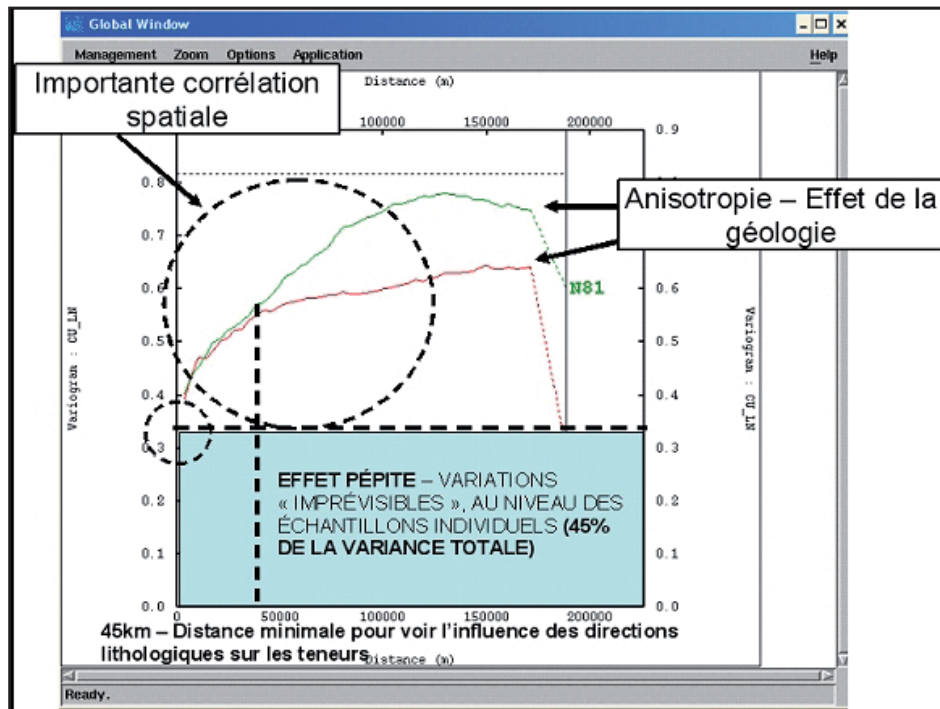 Global Window
Management Zoom Options Application Help
Importante corrélation
spatiale
Distance (m)
100000 150000 200000
0.9
0.8
Anisotropie – Effet de la
géologie
0.7
0.6
N81
0.5
0.4
0.3
0.2
0.1
0.0
Variogram : CU_LN
0.6
0.5
0.4
0.3
0.2
0.1
0.0
Variogram : CU_LN
EFFET PÉPITE – VARIATIONS
« IMPRÉVISIBLES », AU NIVEAU DES
ÉCHANTILLONS INDIVIDUELS (45%
DE LA VARIANCE TOTALE)
0 50000 100000 150000 200000
45km – Distance minimale pour voir l'influence des directions
lithologiques sur les teneurs
Distance (m)
Ready.